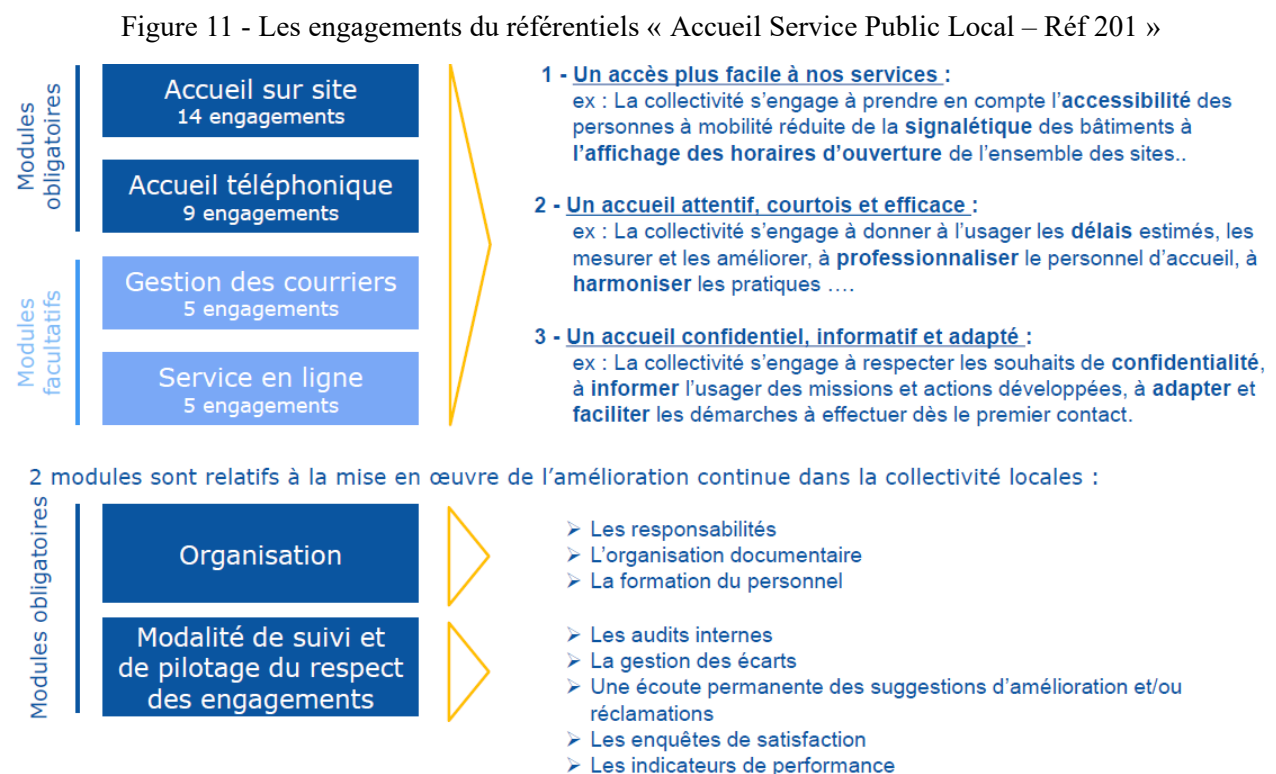 Figure 11 - Les engagements du référentiels « Accueil Service Public Local – Réf 201 »
Modules
obligatoires
Accueil sur site
14 engagements
Accueil téléphonique
9 engagements
Modules
facultatifs
Gestion des courriers
5 engagements
Service en ligne
5 engagements
1 - Un accès plus facile à nos services :
ex : La collectivité s’engage à prendre en compte l’accessibilité des
personnes à mobilité réduite de la signalétique des bâtiments à
l’affichage des horaires d’ouverture de l’ensemble des sites..
2 - Un accueil attentif, courtois et efficace :
ex : La collectivité s’engage à donner à l’usager les délais estimés, les
mesurer et les améliorer, à professionnaliser le personnel d’accueil, à
harmoniser les pratiques ….
3 - Un accueil confidentiel, informatif et adapté :
ex : La collectivité s’engage à respecter les souhaits de confidentialité,
à informer l’usager des missions et actions développées, à adapter et
faciliter les démarches à effectuer dès le premier contact.
2 modules sont relatifs à la mise en œuvre de l’amélioration continue dans la collectivité locales :
Modules obligatoires
Organisation
➢ Les responsabilités
➢ L’organisation documentaire
➢ La formation du personnel
Modalité de suivi et
de pilotage du respect
des engagements
➢ Les audits internes
➢ La gestion des écarts
➢ Une écoute permanente des suggestions d’amélioration et/ou
réclamations
➢ Les enquêtes de satisfaction
➢ Les indicateurs de performance